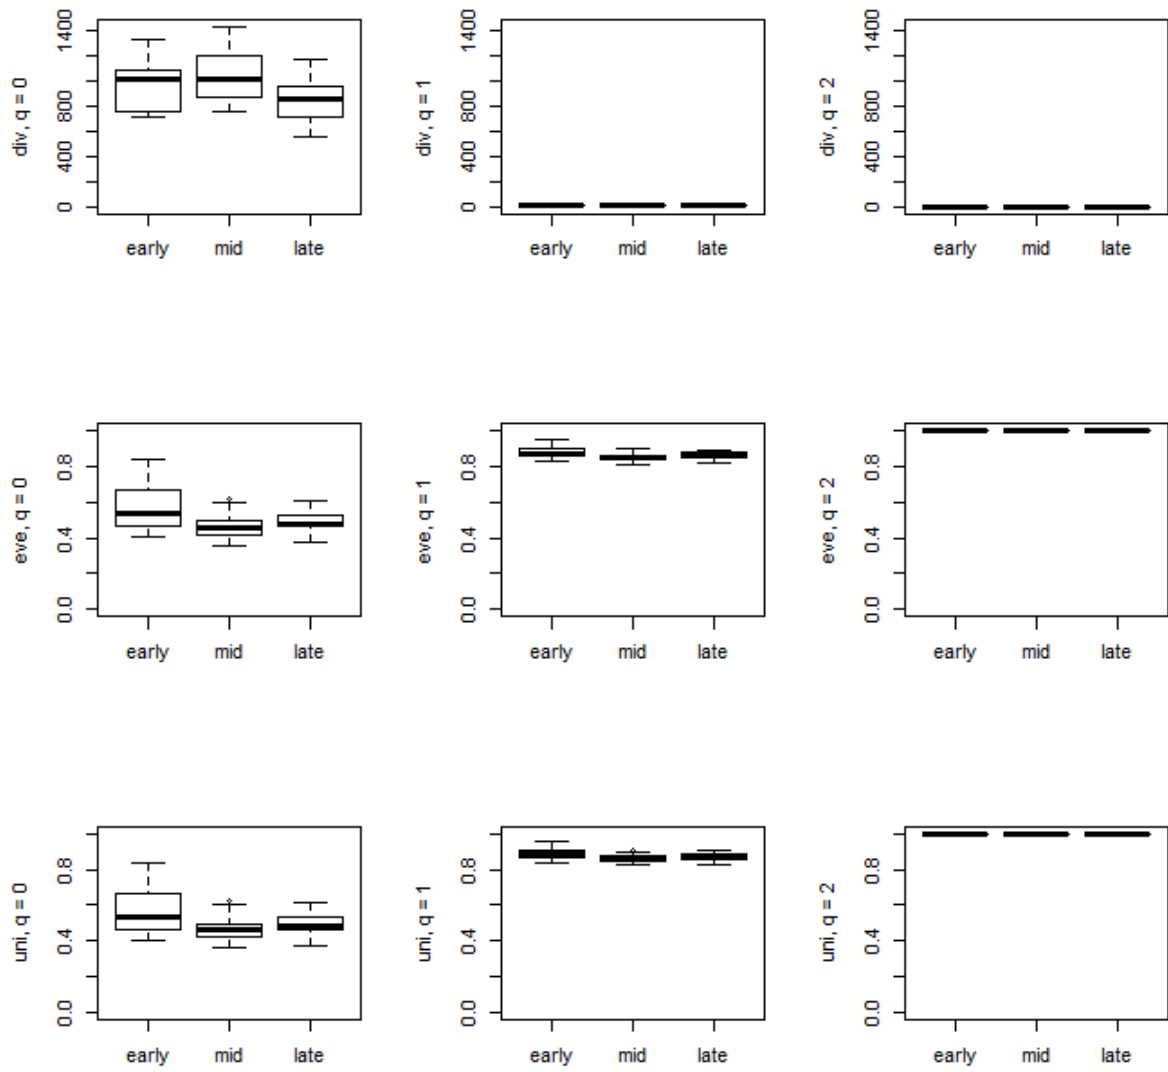 div, q = 0
0 400 800 1400
early mid late
div, q = 1
0 400 800 1400
early mid late
div, q = 2
0 400 800 1400
early mid late
eve, q = 0
0.0 0.4 0.8
early mid late
eve, q = 1
0.0 0.4 0.8
early mid late
eve, q = 2
0.0 0.4 0.8
early mid late
uni, q = 0
0.0 0.4 0.8
early mid late
uni, q = 1
0.0 0.4 0.8
early mid late
uni, q = 2
0.0 0.4 0.8
early mid late